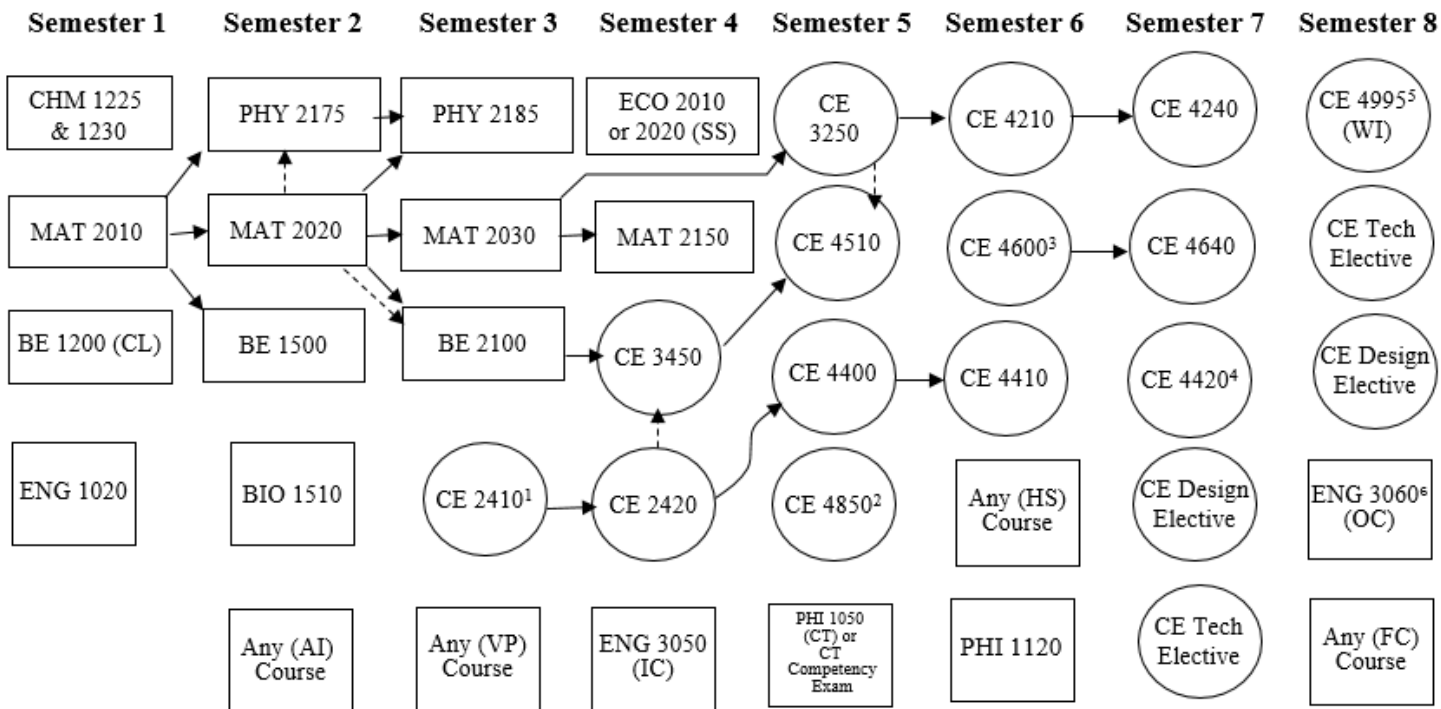 Semester 1 Semester 2 Semester 3 Semester 4 Semester 5 Semester 6 Semester 7 Semester 8
CHM 1225
& 1230
PHY 2175
PHY 2185
ECO 2010
or 2020 (SS)
CE
3250
CE 4210
CE 4240
CE 4995⁵
(WI)
MAT 2010
MAT 2020
MAT 2030
MAT 2150
CE 4510
CE 4600³
CE 4640
CE Tech
Elective
BE 1200 (CL)
BE 1500
BE 2100
CE 3450
CE 4400
CE 4410
CE 4420⁴
CE Design
Elective
ENG 1020
BIO 1510
CE 2410¹
CE 2420
CE 4850²
Any (HS)
Course
CE Design
Elective
ENG 3060⁶
(OC)
Any (AI)
Course
Any (VP)
Course
ENG 3050
(IC)
PHI 1050
(CT) or
CT
Competency
Exam
PHI 1120
CE Tech
Elective
Any (FC)
Course